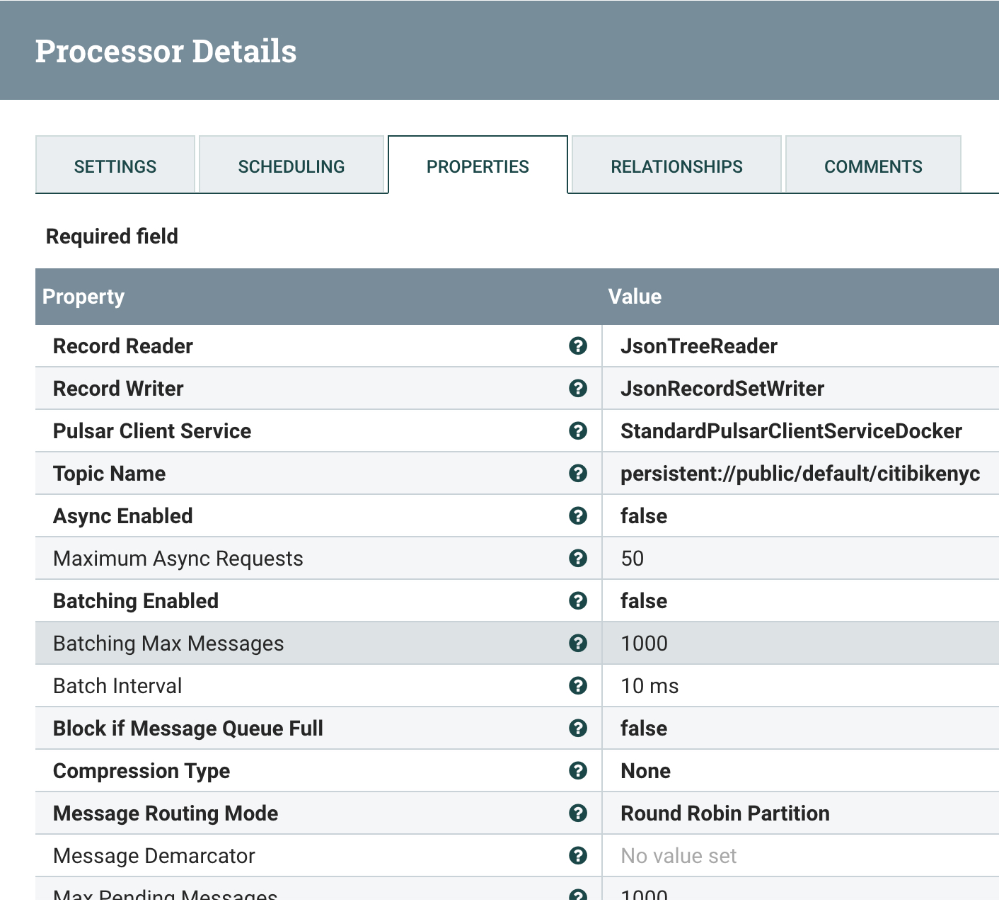 Processor Details
SETTINGS SCHEDULING PROPERTIES RELATIONSHIPS COMMENTS
Required field
Property Value
Record Reader JsonTreeReader
Record Writer JsonRecordSetWriter
Pulsar Client Service StandardPulsarClientServiceDocker
Topic Name persistent://public/default/citibikenyc
Async Enabled false
Maximum Async Requests 50
Batching Enabled false
Batching Max Messages 1000
Batch Interval 10 ms
Block if Message Queue Full false
Compression Type None
Message Routing Mode Round Robin Partition
Message Demarcator No value set
Max Pending Messages 1000